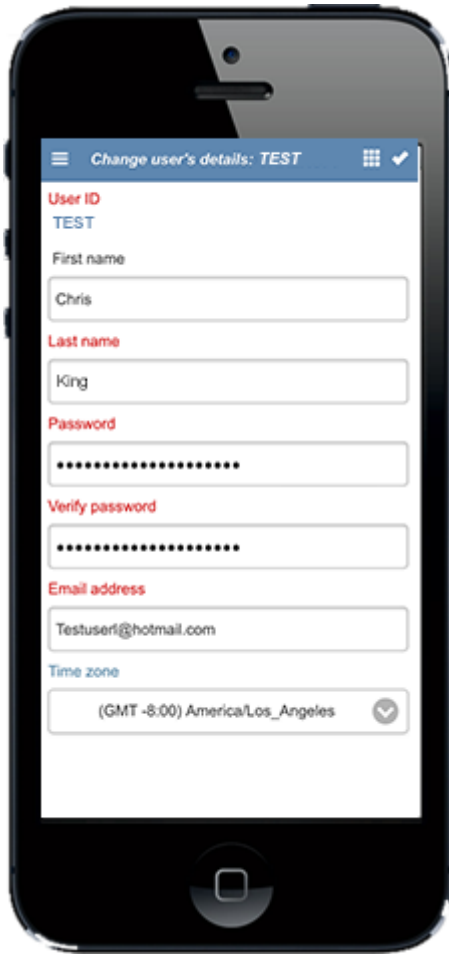 Change user's details: TEST
User ID
TEST
First name
Chris
Last name
King
Password
••••••••••••••••••••
Verify password
••••••••••••••••••••
Email address
Testuserl@hotmail.com
Time zone
(GMT -8:00) America/Los_Angeles